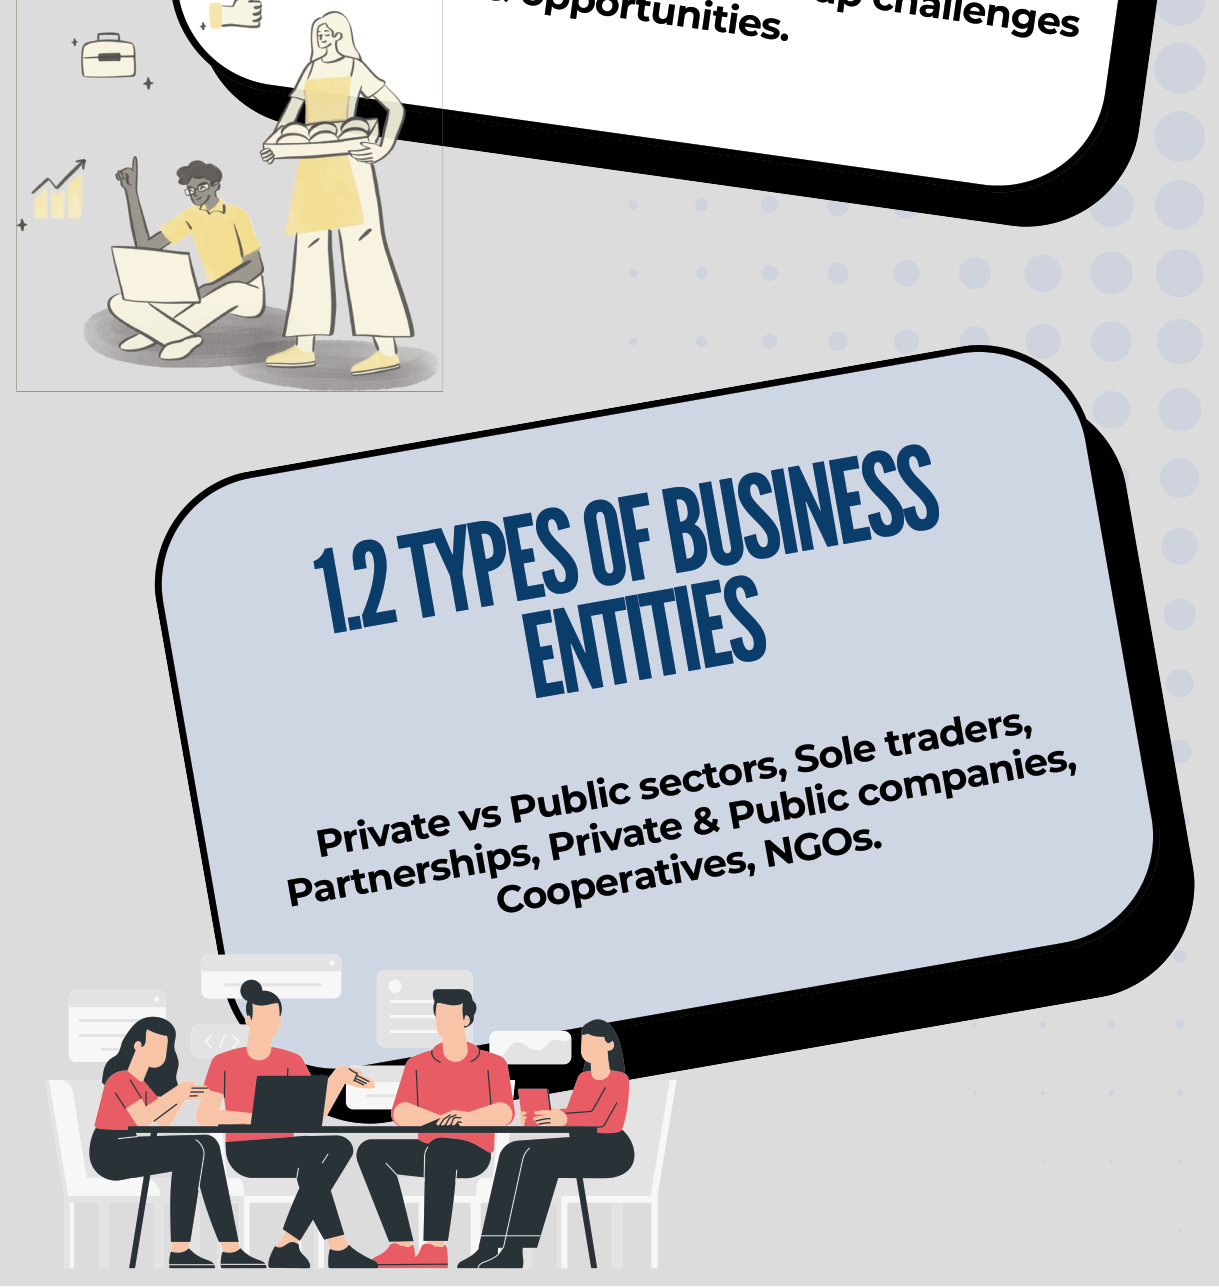 challenges
opportunities.
1.2 TYPES OF BUSINESS
ENTITIES
Private vs Public sectors, Sole traders,
Partnerships, Private & Public companies,
Cooperatives, NGOs.
</>